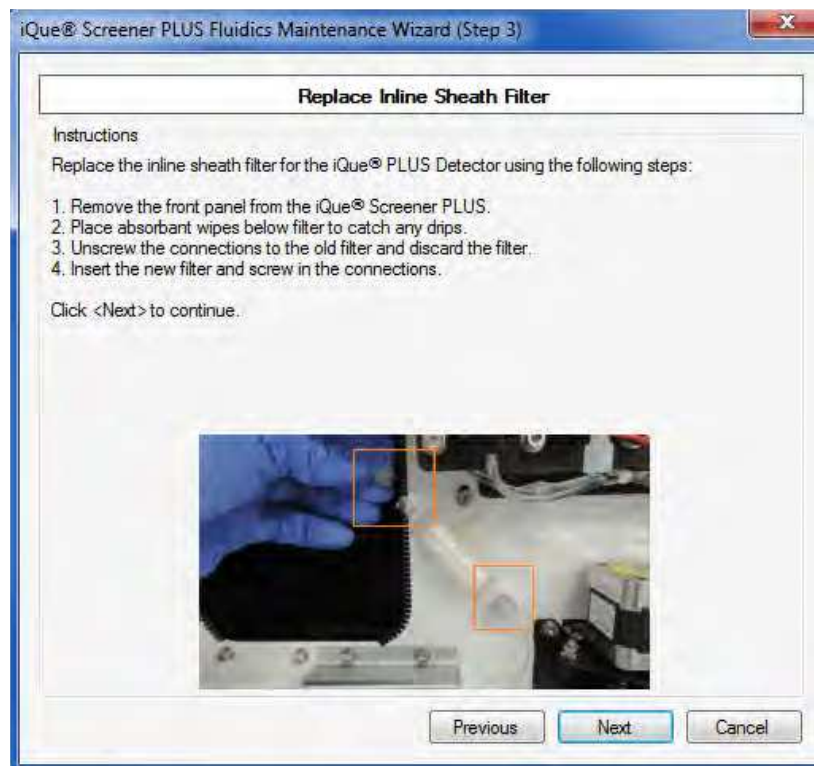 iQue® Screener PLUS Fluidics Maintenance Wizard (Step 3)
Replace Inline Sheath Filter
Instructions
Replace the inline sheath filter for the iQue® PLUS Detector using the following steps:
1. Remove the front panel from the iQue® Screener PLUS.
2. Place absorbant wipes below filter to catch any drips.
3. Unscrew the connections to the old filter and discard the filter.
4. Insert the new filter and screw in the connections.
Click <Next> to continue.
Previous Next Cancel